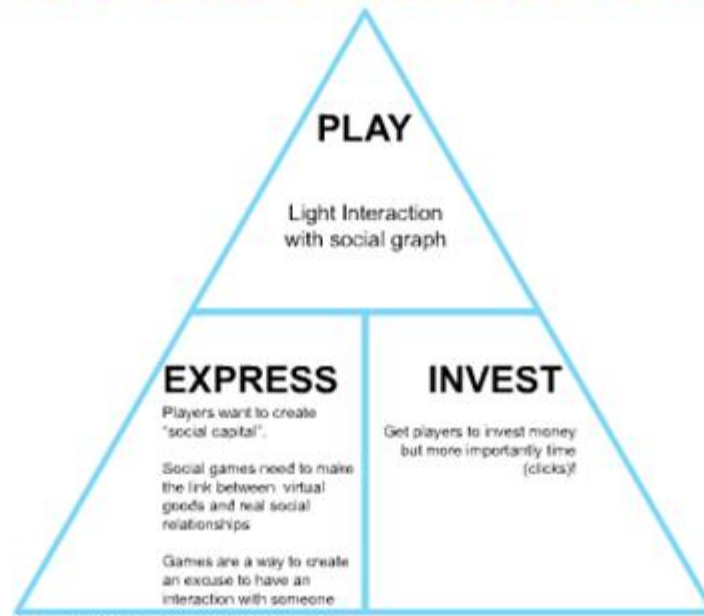 PLAY
Light Interaction
with social graph
EXPRESS
Players want to create
"social capital".
Social games need to make
the link between virtual
goods and real social
relationships
Games are a way to create
an excuse to have an
interaction with someone
INVEST
Get players to invest money
but more importantly time
(clicks)!